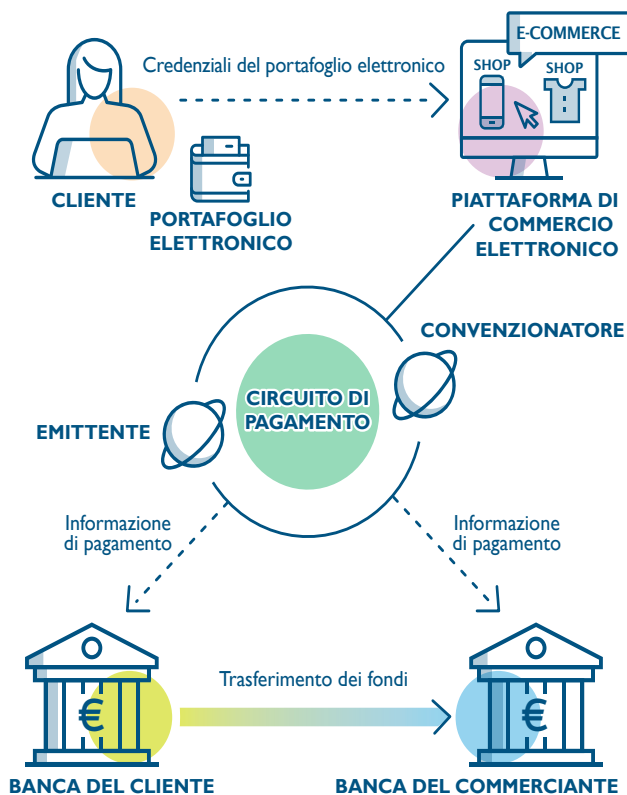 E-COMMERCE
Credenziali del portafoglio elettronico
SHOP
SHOP
CLIENTE
PORTAFOGLIO
ELETTRONICO
PIATTAFORMA DI
COMMERCIO
ELETTRONICO
CONVENZIONATORE
CIRCUITO DI
PAGAMENTO
EMITTENTE
Informazione
di pagamento
Informazione
di pagamento
Trasferimento dei fondi
€
€
BANCA DEL CLIENTE
BANCA DEL COMMERCIANTE